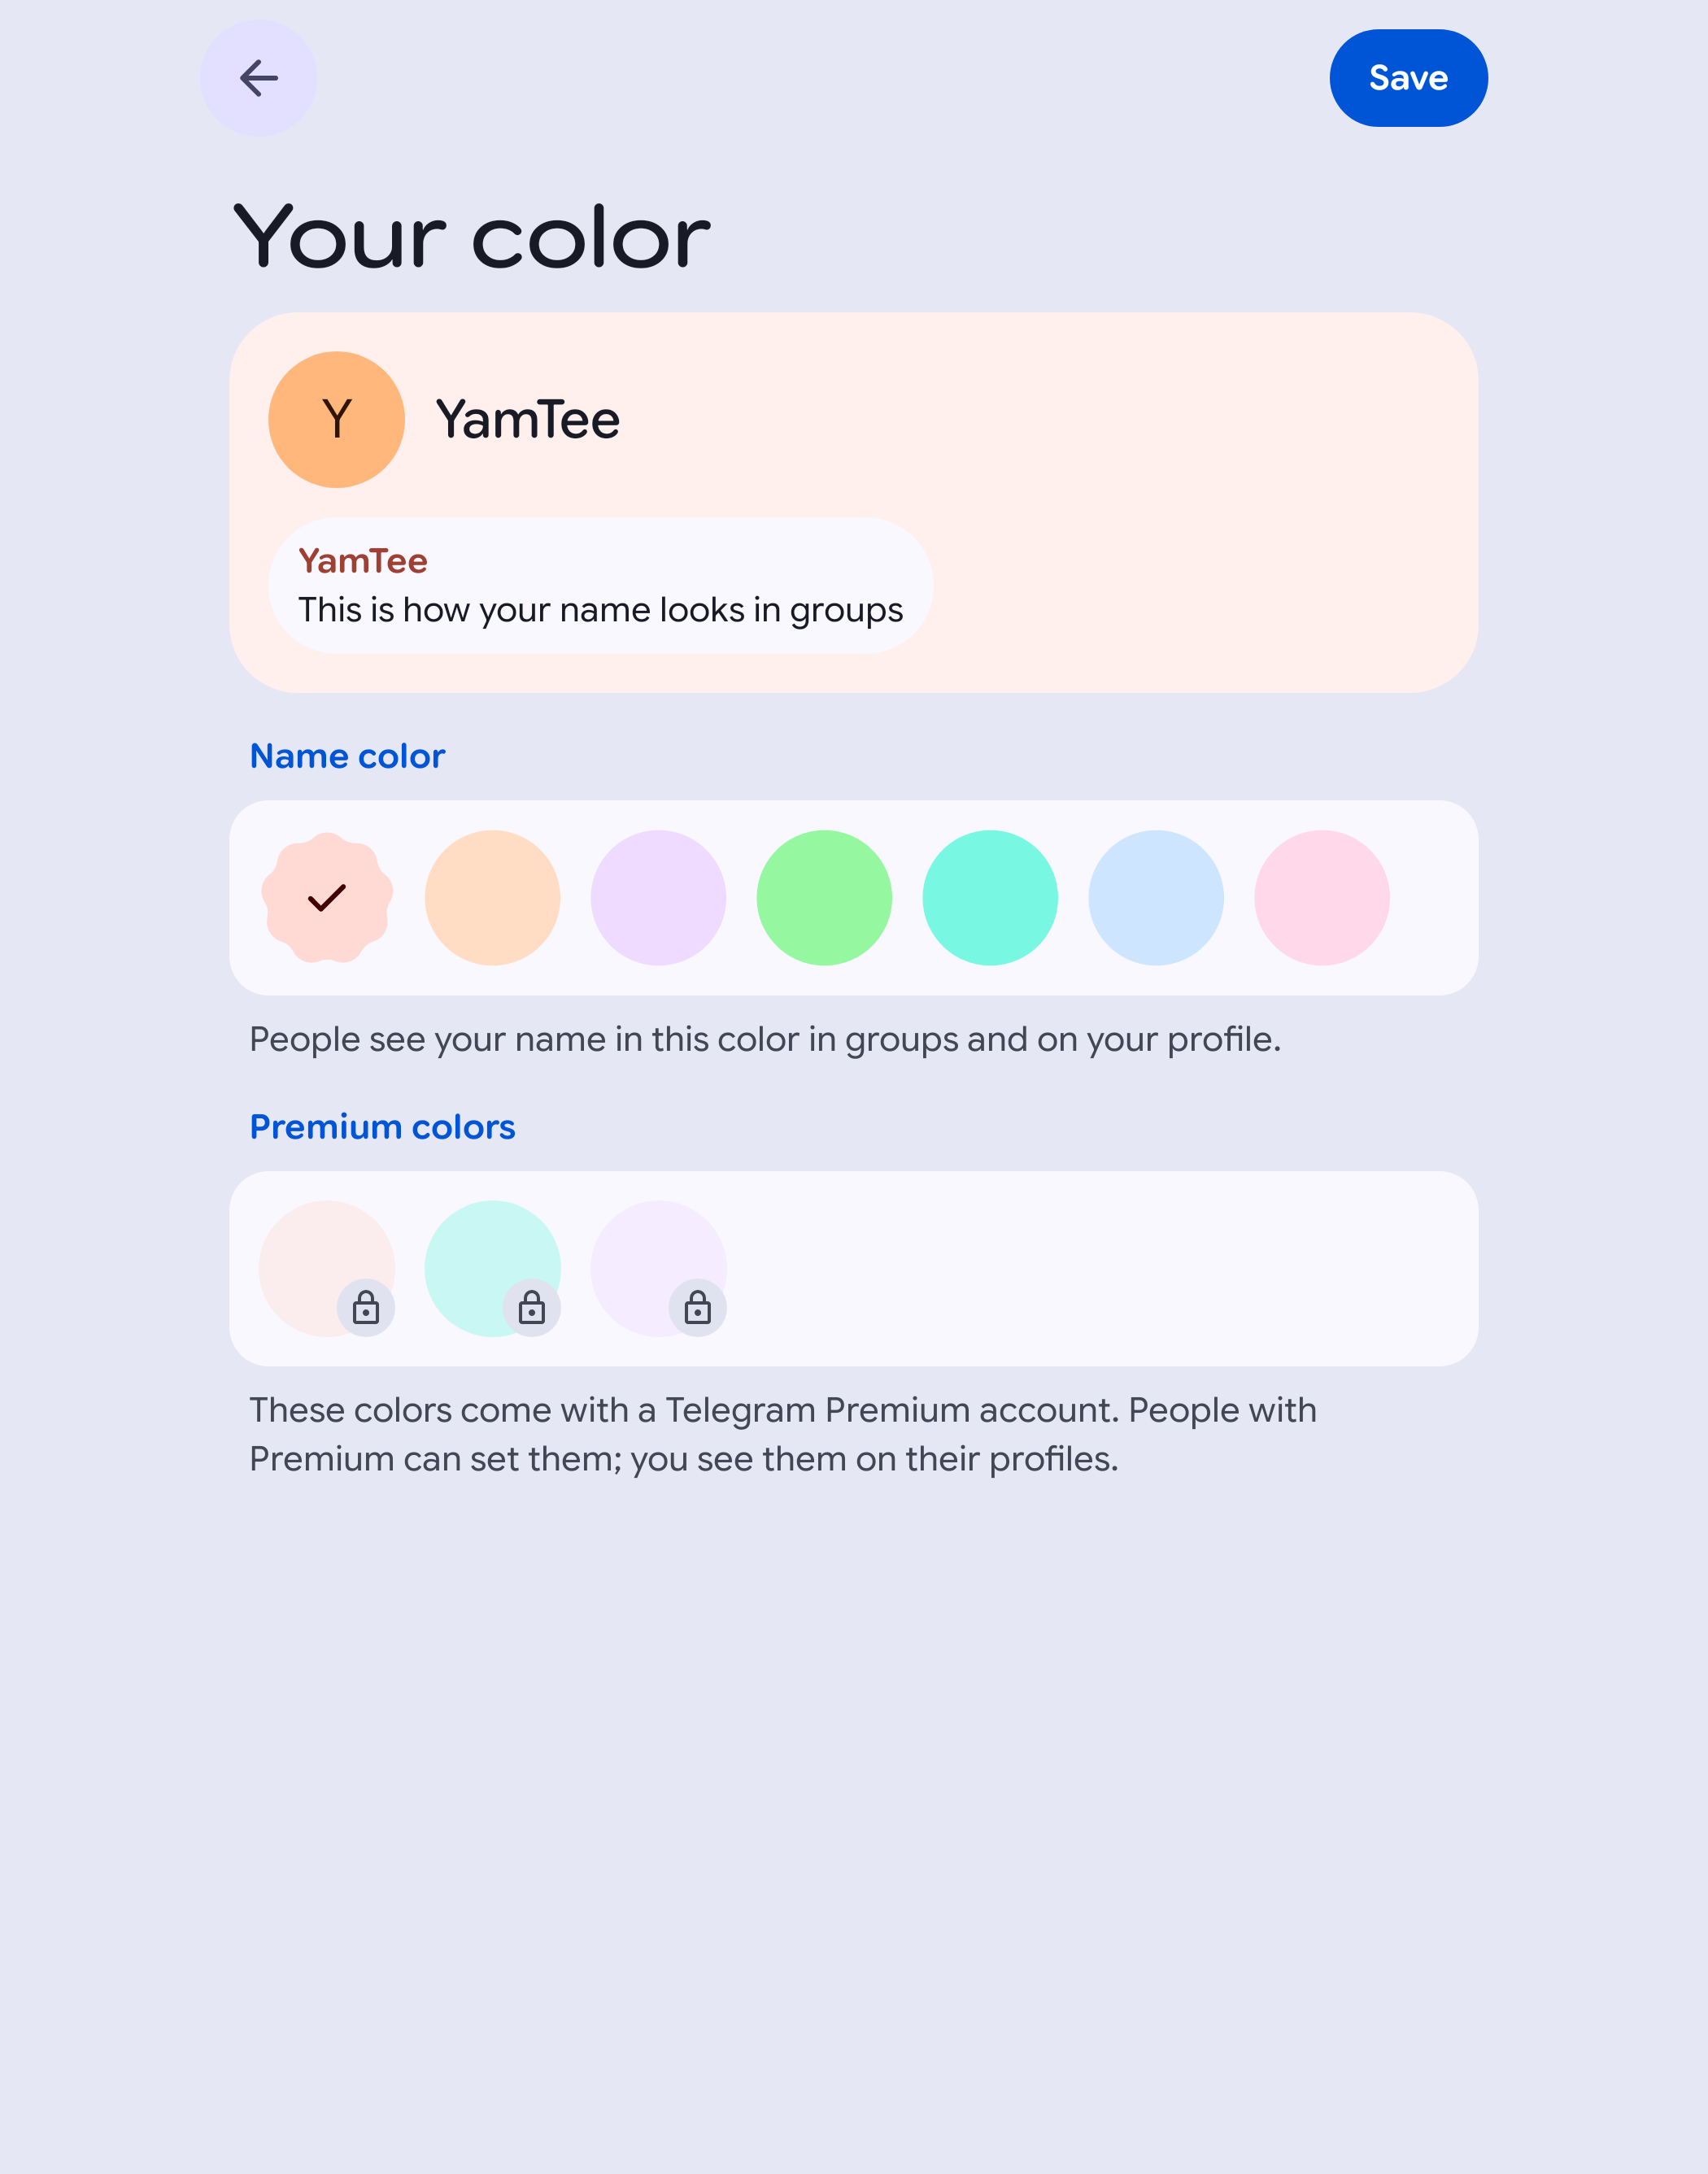 Save
Your color
Y
YamTee
YamTee
This is how your name looks in groups
Name color
People see your name in this color in groups and on your profile.
Premium colors
These colors come with a Telegram Premium account. People with
Premium can set them; you see them on their profiles.